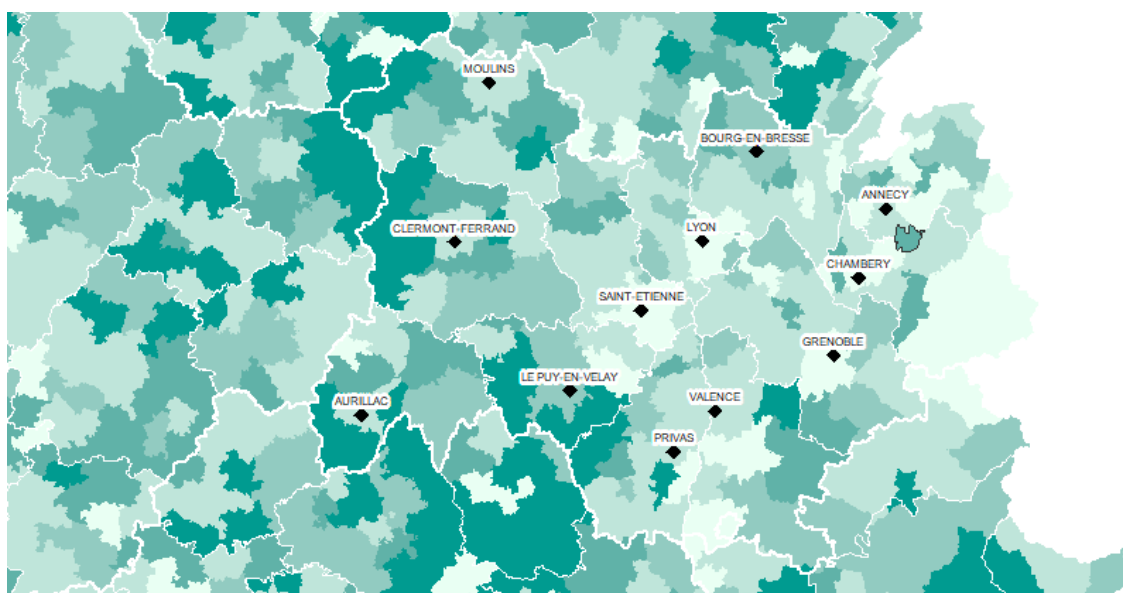 MOULINS
BOURG-EN-BRESSE
ANNECY
CLERMONT-FERRAND
LYON
CHAMBERY
SAINT-ETIENNE
GRENOBLE
LE PUY-EN-VELAY
AURILLAC
VALENCE
PRIVAS